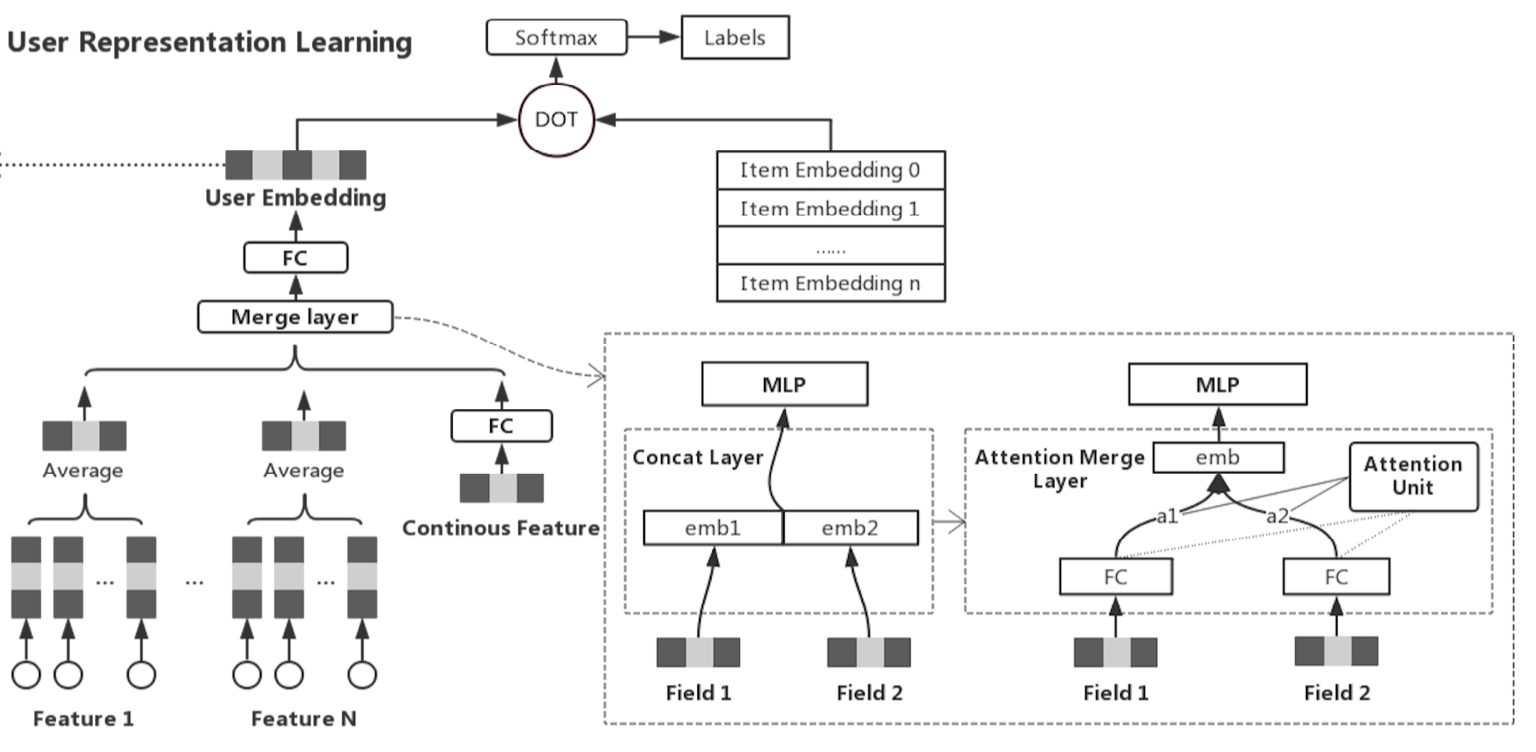 User Representation Learning
Softmax
Labels
DOT
User Embedding
Item Embedding 0
Item Embedding 1
......
Item Embedding n
FC
Merge layer
FC
Average
Average
Continous Feature
...
...
...
Feature 1
Feature N
MLP
Concat Layer
emb1
emb2
Field 1
Field 2
MLP
Attention Merge
Layer
emb
Attention
Unit
a1
a2
FC
FC
Field 1
Field 2